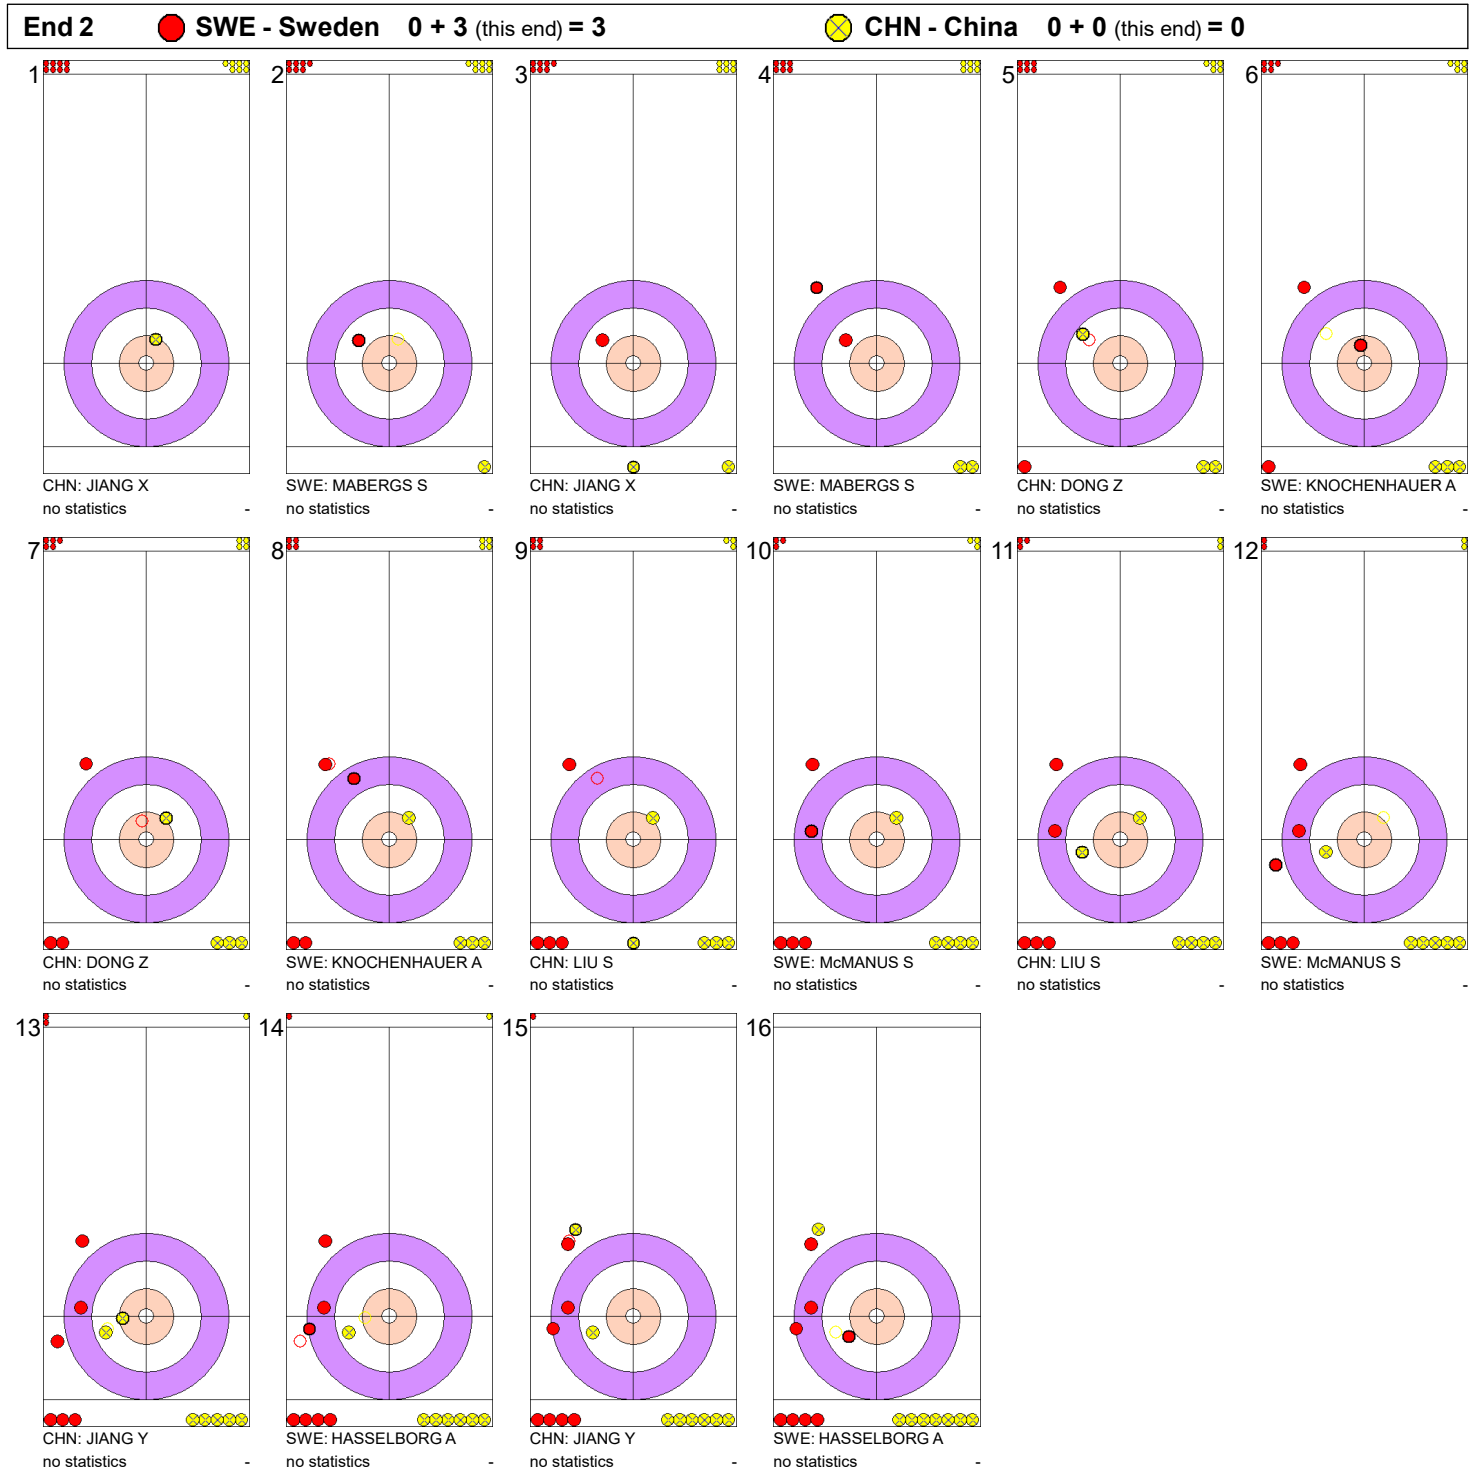 End 2 SWE - Sweden 0 + 3 (this end) = 3 CHN - China 0 + 0 (this end) = 0
1 2 3 4 5 6
CHN: JIANG X SWE: MABERGS S CHN: JIANG X SWE: MABERGS S CHN: DONG Z SWE: KNOCHENHAUER A
no statistics - no statistics - no statistics - no statistics - no statistics - no statistics -
7 8 9 10 11 12
CHN: DONG Z SWE: KNOCHENHAUER A CHN: LIU S SWE: McMANUS S CHN: LIU S SWE: McMANUS S
no statistics - no statistics - no statistics - no statistics - no statistics - no statistics -
13 14 15 16
CHN: JIANG Y SWE: HASSELBORG A CHN: JIANG Y SWE: HASSELBORG A
no statistics - no statistics - no statistics - no statistics -